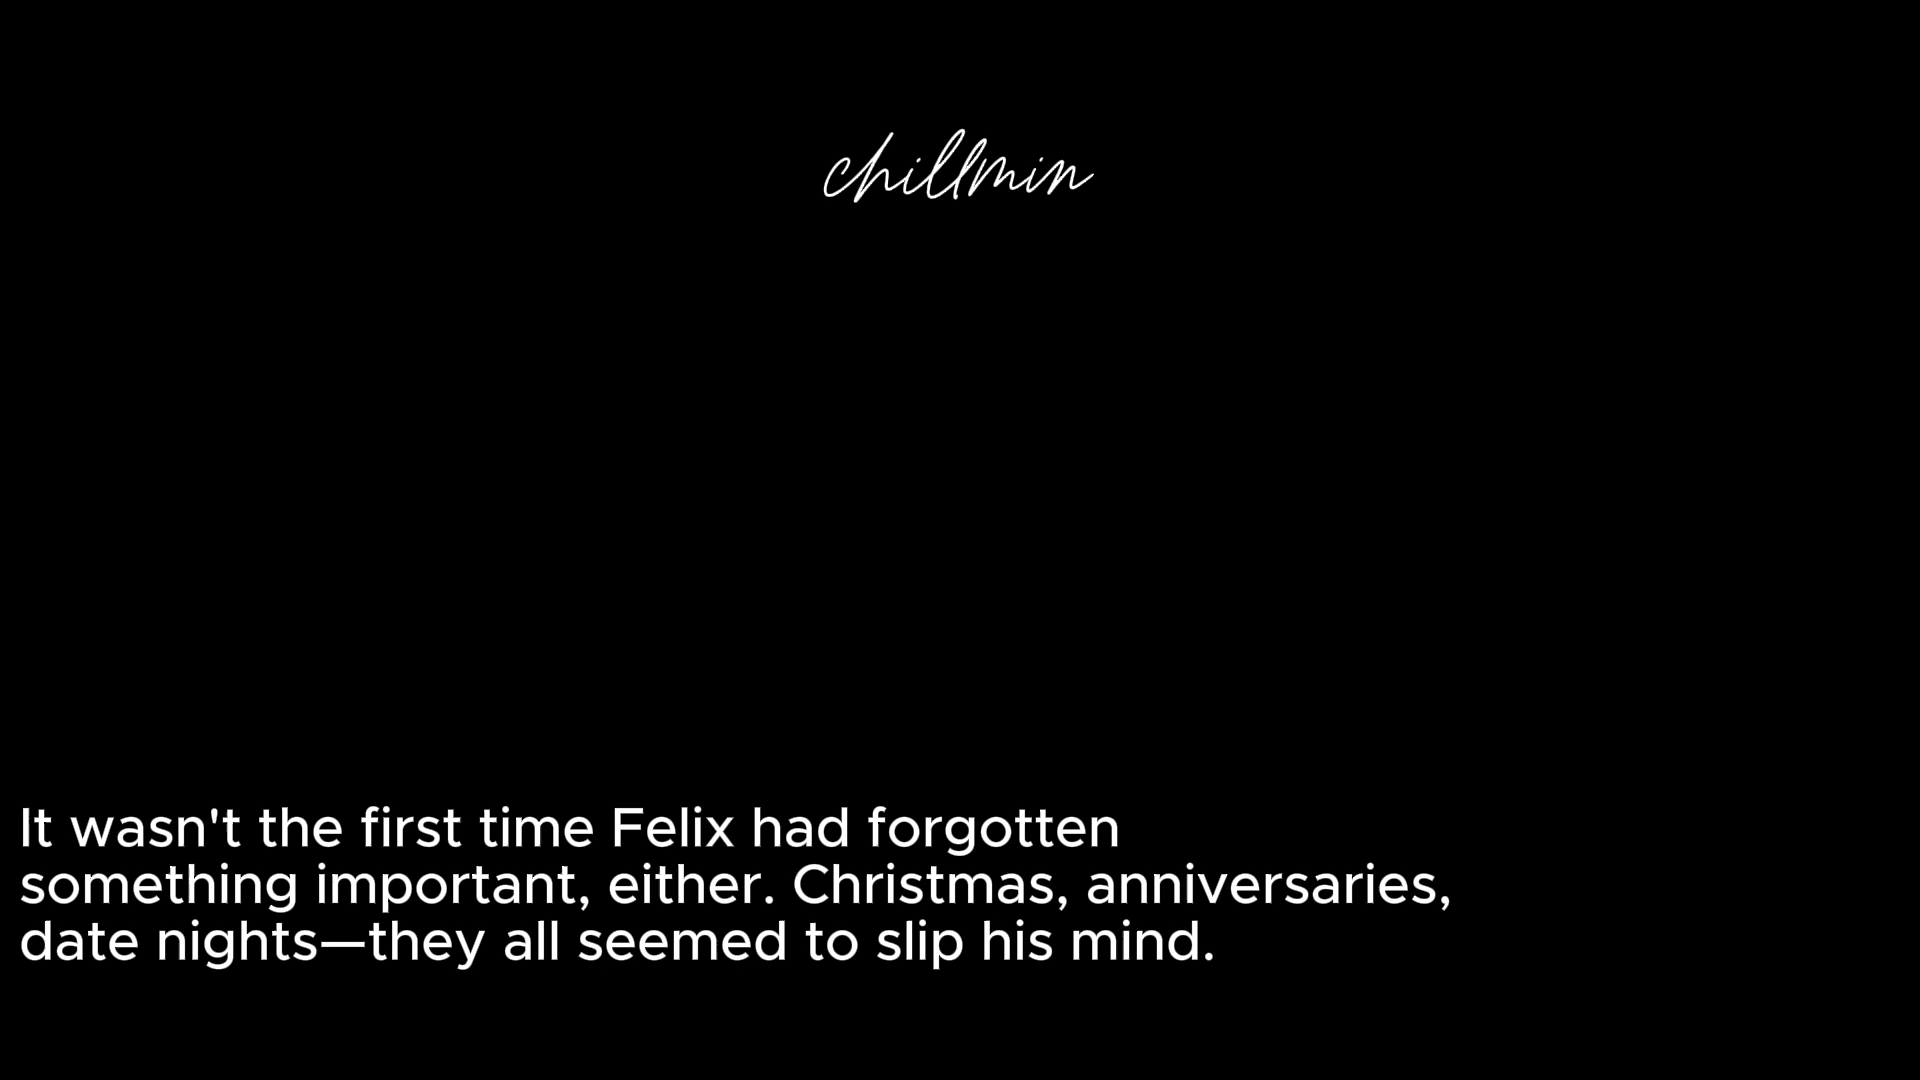 chillmin
It wasn't the first time Felix had forgotten
something important, either. Christmas, anniversaries,
date nights—they all seemed to slip his mind.